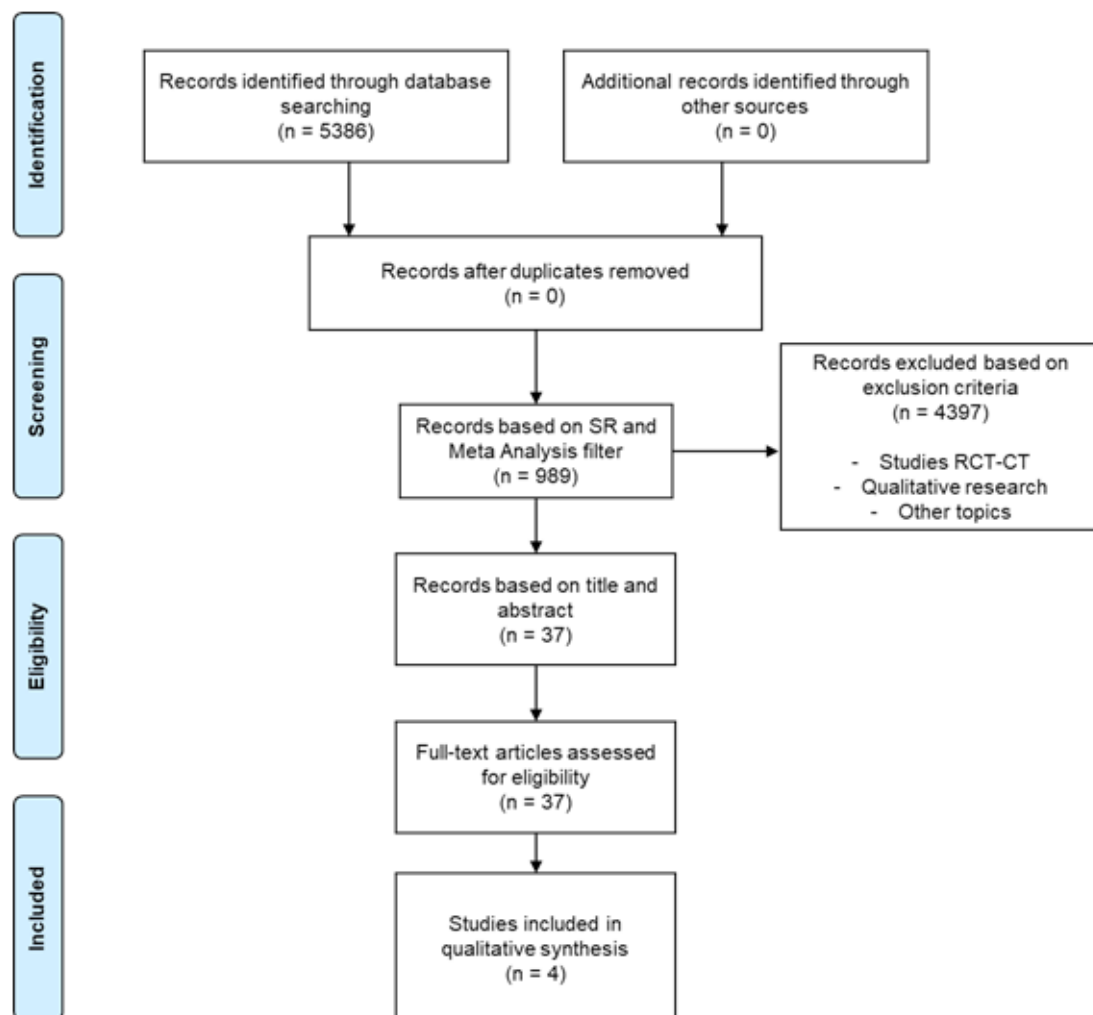 Identification
Records identified through database
searching
(n = 5386)
Additional records identified through
other sources
(n = 0)
Screening
Records after duplicates removed
(n = 0)
Records based on SR and
Meta Analysis filter
(n = 989)
Records excluded based on
exclusion criteria
(n = 4397)
- Studies RCT-CT
- Qualitative research
- Other topics
Eligibility
Records based on title and
abstract
(n = 37)
Full-text articles assessed
for eligibility
(n = 37)
Included
Studies included in
qualitative synthesis
(n = 4)